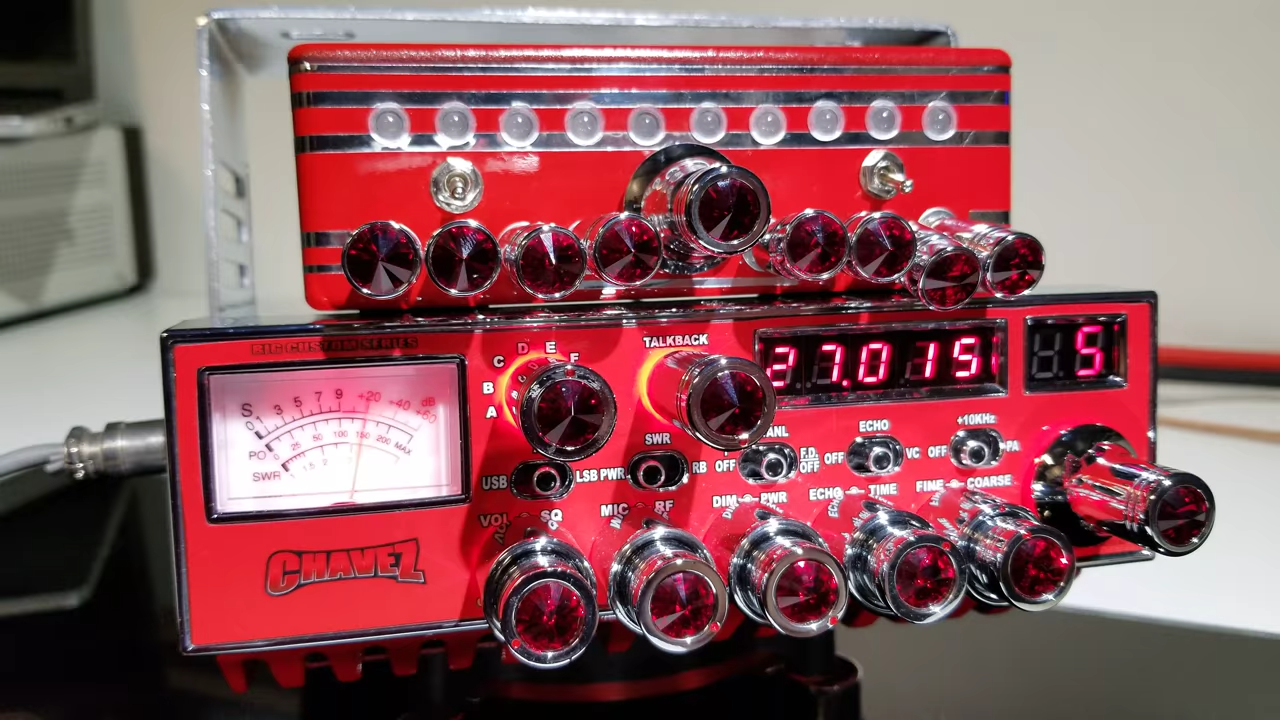 BIG CUSTOM SERIES
TALKBACK
A B C D E F
27.015
5
S 1 3 5 7 9 +20 +40 +60 dB
PO 0 25 50 100 150 200 MAX
SWR 1 1.5 2 3
SWR
ANL
ECHO
+10KHz
USB
LSB PWR
RB OFF
F.D. OFF
OFF
VC OFF
PA
VOL SQ
MIC RF
DIM PWR
ECHO TIME
FINE COARSE
CHAVEZ